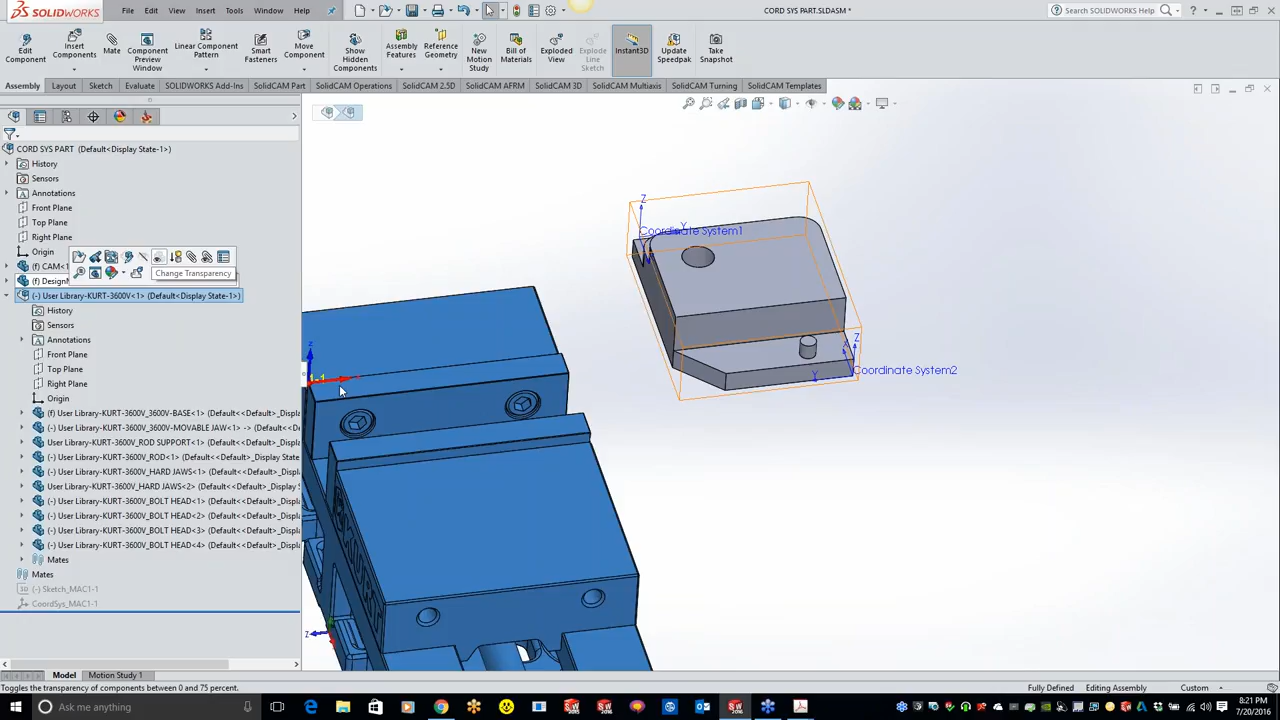 SOLIDWORKS File Edit View Insert Tools Window Help CORD SYS PART.SLDASM * Search SolidWorks Help
Edit Component
Insert Components
Mate
Component Preview Window
Linear Component Pattern
Smart Fasteners
Move Component
Show Hidden Components
Assembly Features
Reference Geometry
New Motion Study
Bill of Materials
Exploded View
Explode Line Sketch
Instant3D
Update Speedpak
Take Snapshot
Assembly Layout Sketch Evaluate SOLIDWORKS Add-Ins SolidCAM Part SolidCAM Operations SolidCAM 2.5D SolidCAM AFRM SolidCAM 3D SolidCAM Multiaxis SolidCAM Turning SolidCAM Templates
CORD SYS PART (Default<Display State-1>)
History
Sensors
Annotations
Front Plane
Top Plane
Right Plane
Origin
(f) CAM<1
Change Transparency
(f) DesignM
(-) User Library-KURT-3600V<1> (Default<Display State-1>)
History
Sensors
Annotations
Front Plane
Top Plane
Right Plane
Origin
(f) User Library-KURT-3600V_3600V-BASE<1> (Default<<Default>_Displa
(-) User Library-KURT-3600V_3600V-MOVABLE JAW<1> -> (Default<<D
User Library-KURT-3600V_ROD SUPPORT<1> (Default<<Default>_Disp
(-) User Library-KURT-3600V_ROD<1> (Default<<Default>_Display State
(-) User Library-KURT-3600V_HARD JAWS<1> (Default<<Default>_Displ
User Library-KURT-3600V_HARD JAWS<2> (Default<<Default>_Display S
(-) User Library-KURT-3600V_BOLT HEAD<1> (Default<<Default>_Displ
(-) User Library-KURT-3600V_BOLT HEAD<2> (Default<<Default>_Displ
(-) User Library-KURT-3600V_BOLT HEAD<3> (Default<<Default>_Displ
(-) User Library-KURT-3600V_BOLT HEAD<4> (Default<<Default>_Displ
Mates
Mates
(-) Sketch_MAC1-1
CoordSys_MAC1-1
Z
Coordinate System1
Y
Z
X
Y
Coordinate System2
Z
1-1
Z
Model Motion Study 1
Toggles the transparency of components between 0 and 75 percent. Fully Defined Editing Assembly Custom
Ask me anything 8:21 PM
7/20/2016